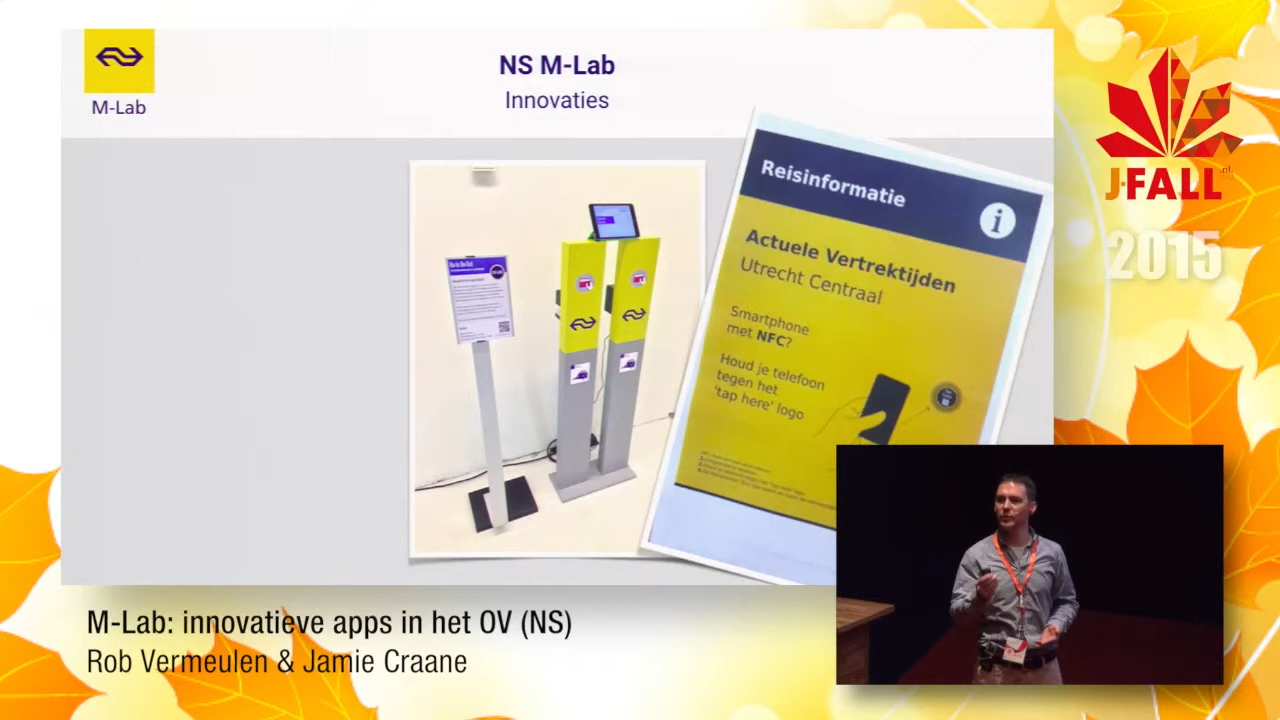 NS M-Lab
Innovaties
M-Lab
J-FALL
.nl
2015
Reisinformatie
i
Actuele Vertrektijden
Utrecht Centraal
Smartphone
met NFC?
Houd je telefoon
tegen het
'tap here' logo
M-Lab: innovatieve apps in het OV (NS)
Rob Vermeulen & Jamie Craane